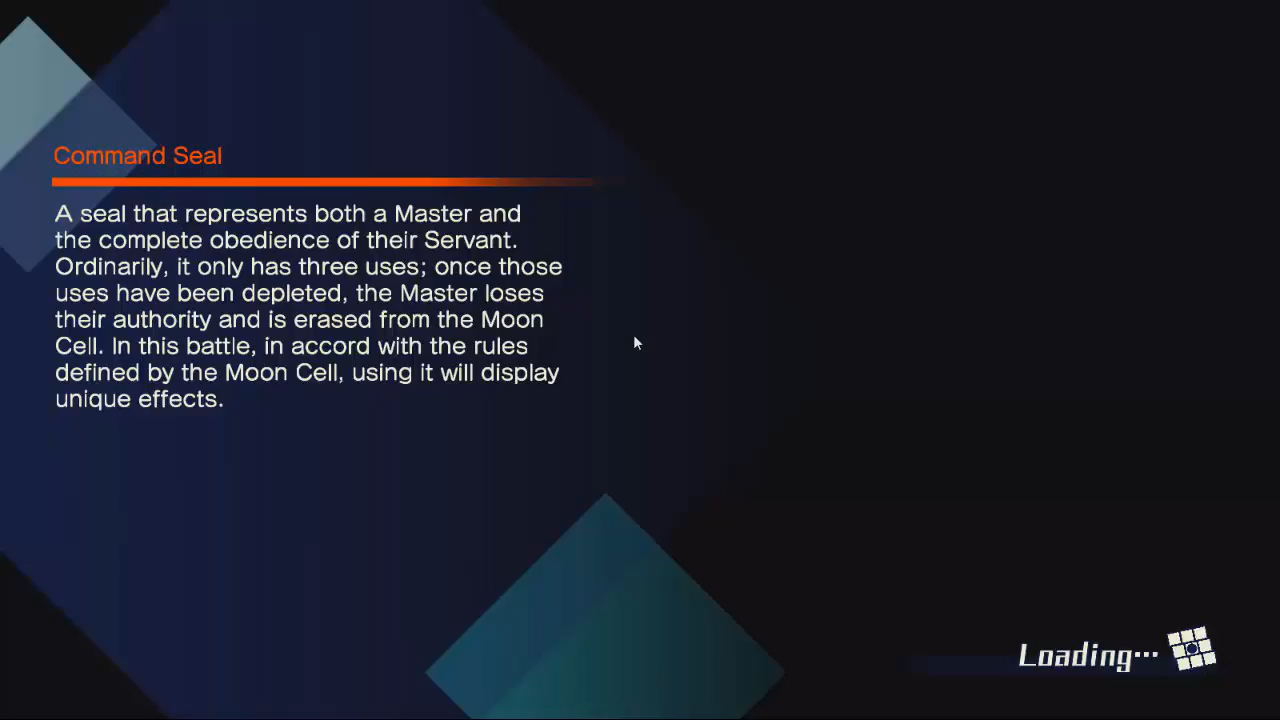 Command Seal
A seal that represents both a Master and
the complete obedience of their Servant.
Ordinarily, it only has three uses; once those
uses have been depleted, the Master loses
their authority and is erased from the Moon
Cell. In this battle, in accord with the rules
defined by the Moon Cell, using it will display
unique effects.
Loading···